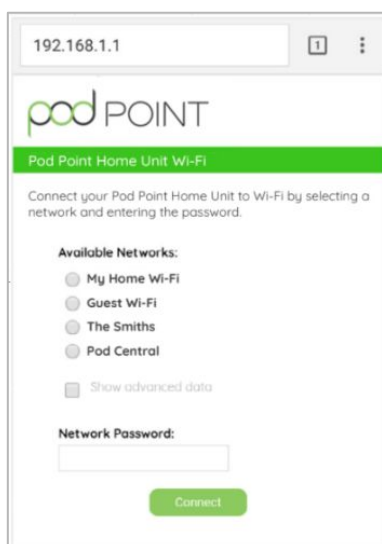 192.168.1.1
1
pod POINT
Pod Point Home Unit Wi-Fi
Connect your Pod Point Home Unit to Wi-Fi by selecting a
network and entering the password.
Available Networks:
My Home Wi-Fi
Guest Wi-Fi
The Smiths
Pod Central
Show advanced data
Network Password:
Connect